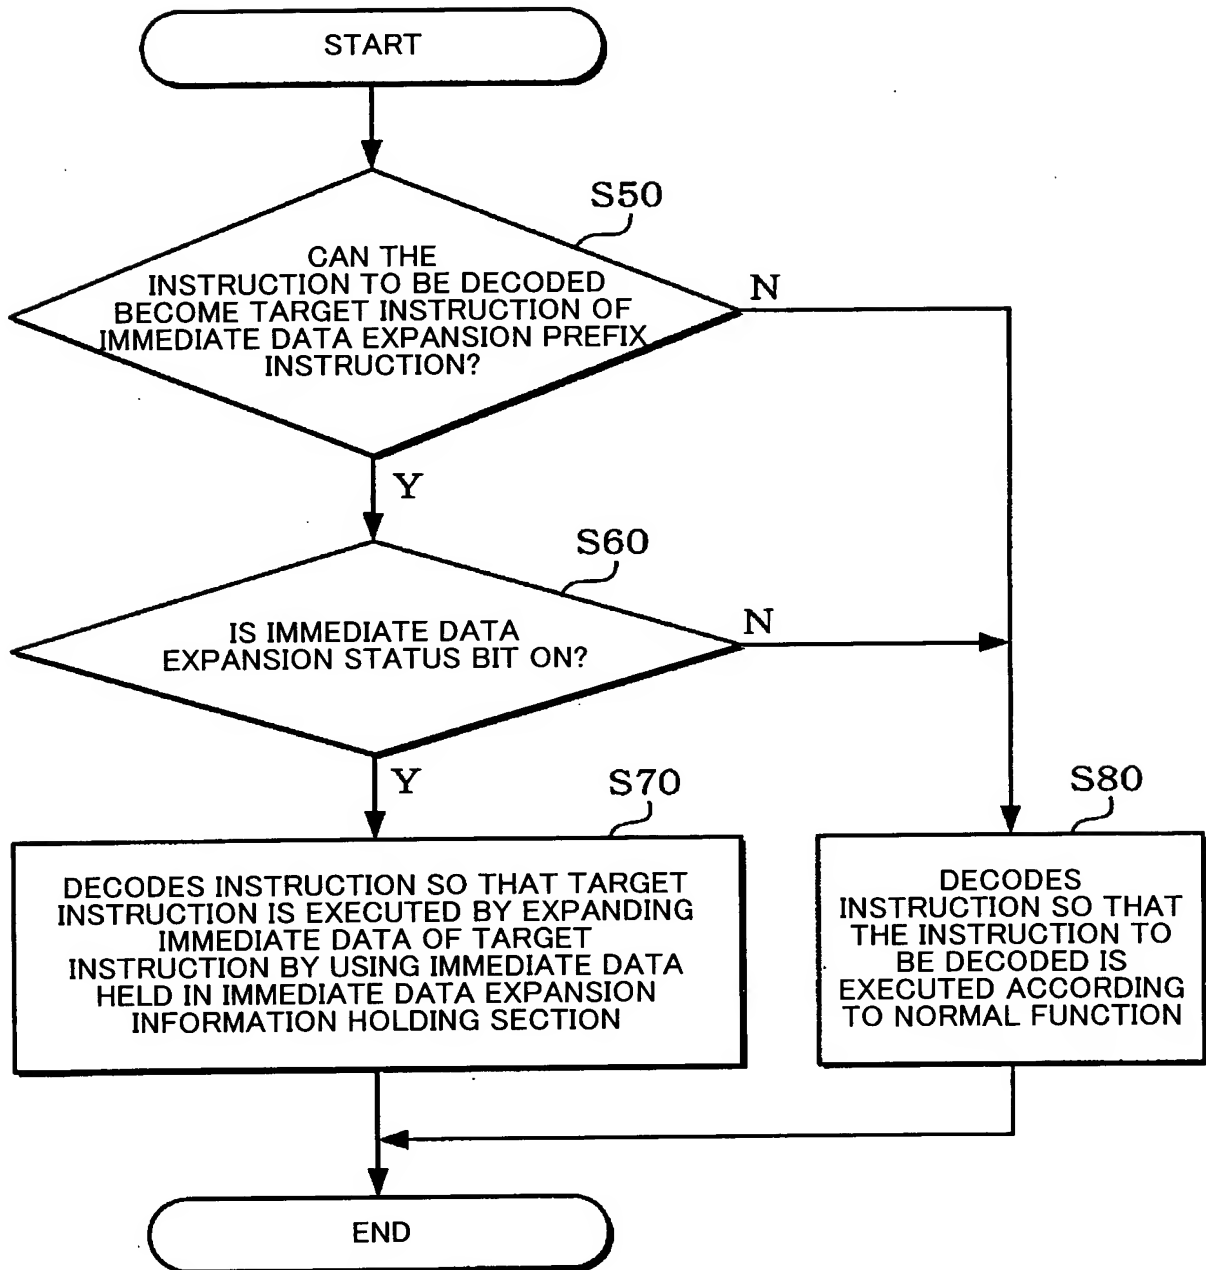 START
S50
CAN THE
INSTRUCTION TO BE DECODED
BECOME TARGET INSTRUCTION OF
IMMEDIATE DATA EXPANSION PREFIX
INSTRUCTION?
N
Y
S60
IS IMMEDIATE DATA
EXPANSION STATUS BIT ON?
N
Y
S70
DECODES INSTRUCTION SO THAT TARGET
INSTRUCTION IS EXECUTED BY EXPANDING
IMMEDIATE DATA OF TARGET
INSTRUCTION BY USING IMMEDIATE DATA
HELD IN IMMEDIATE DATA EXPANSION
INFORMATION HOLDING SECTION
S80
DECODES
INSTRUCTION SO THAT
THE INSTRUCTION TO
BE DECODED IS
EXECUTED ACCORDING
TO NORMAL FUNCTION
END